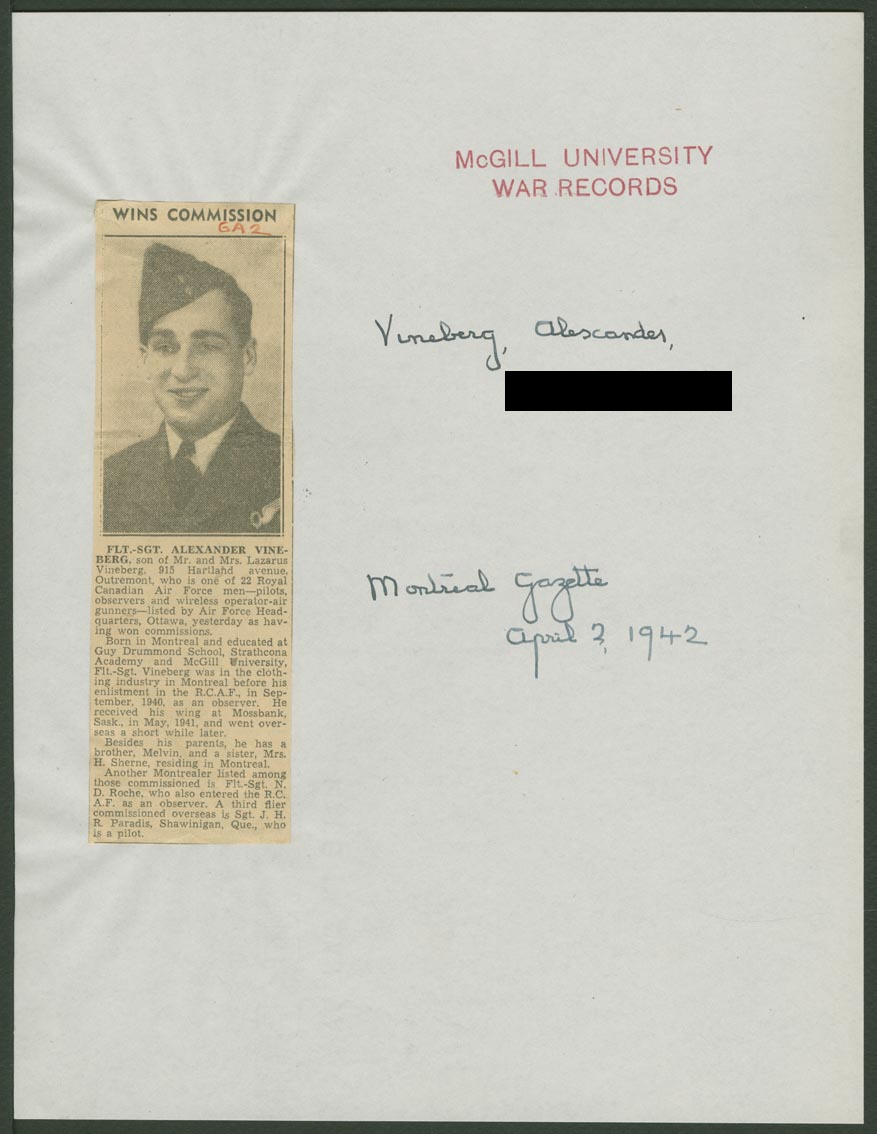 McGILL UNIVERSITY
WAR RECORDS
WINS COMMISSION
GA2
FLT.-SGT. ALEXANDER VINE-
BERG, son of Mr. and Mrs. Lazarus
Vineberg, 915 Hartland avenue,
Outremont, who is one of 22 Royal
Canadian Air Force men—pilots,
observers and wireless operator-air
gunners—listed by Air Force Head-
quarters, Ottawa, yesterday as hav-
ing won commissions.
Born in Montreal and educated at
Guy Drummond School, Strathcona
Academy and McGill University,
Flt.-Sgt. Vineberg was in the cloth-
ing industry in Montreal before his
enlistment in the R.C.A.F., in Sep-
tember, 1940, as an observer. He
received his wing at Mossbank,
Sask., in May, 1941, and went over-
seas a short while later.
Besides his parents, he has a
brother, Melvin, and a sister, Mrs.
H. Sherne, residing in Montreal.
Another Montrealer listed among
those commissioned is Flt.-Sgt. N.
D. Roche, who also entered the R.C.
A.F. as an observer. A third flier
commissioned overseas is Sgt. J. H.
R. Paradis, Shawinigan, Que., who
is a pilot.
Vineberg, Alexander,
Montreal Gazette
April 2, 1942